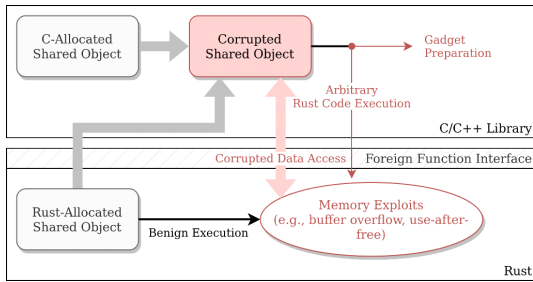 C-Allocated
Shared Object
Corrupted
Shared Object
Gadget
Preparation
Arbitrary
Rust Code Execution
C/C++ Library
Corrupted Data Access
Foreign Function Interface
Rust-Allocated
Shared Object
Benign Execution
Memory Exploits
(e.g., buffer overflow, use-after-
free)
Rust